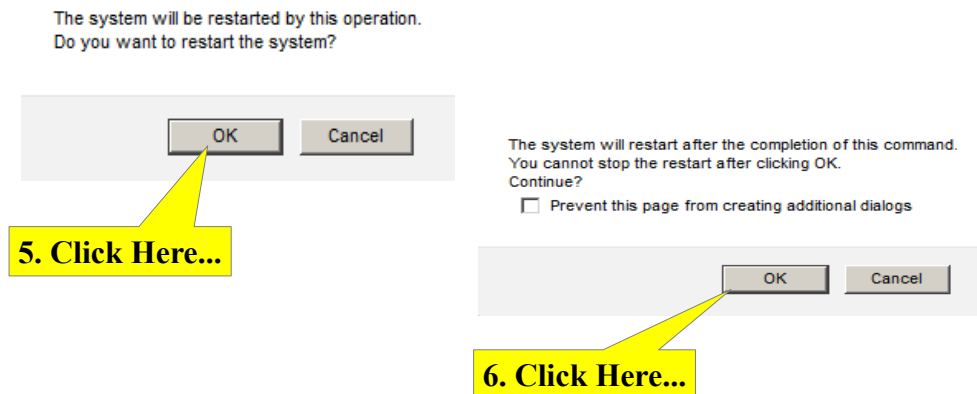 The system will be restarted by this operation.
Do you want to restart the system?
OK
Cancel
5. Click Here...
The system will restart after the completion of this command.
You cannot stop the restart after clicking OK.
Continue?
Prevent this page from creating additional dialogs
OK
Cancel
6. Click Here...